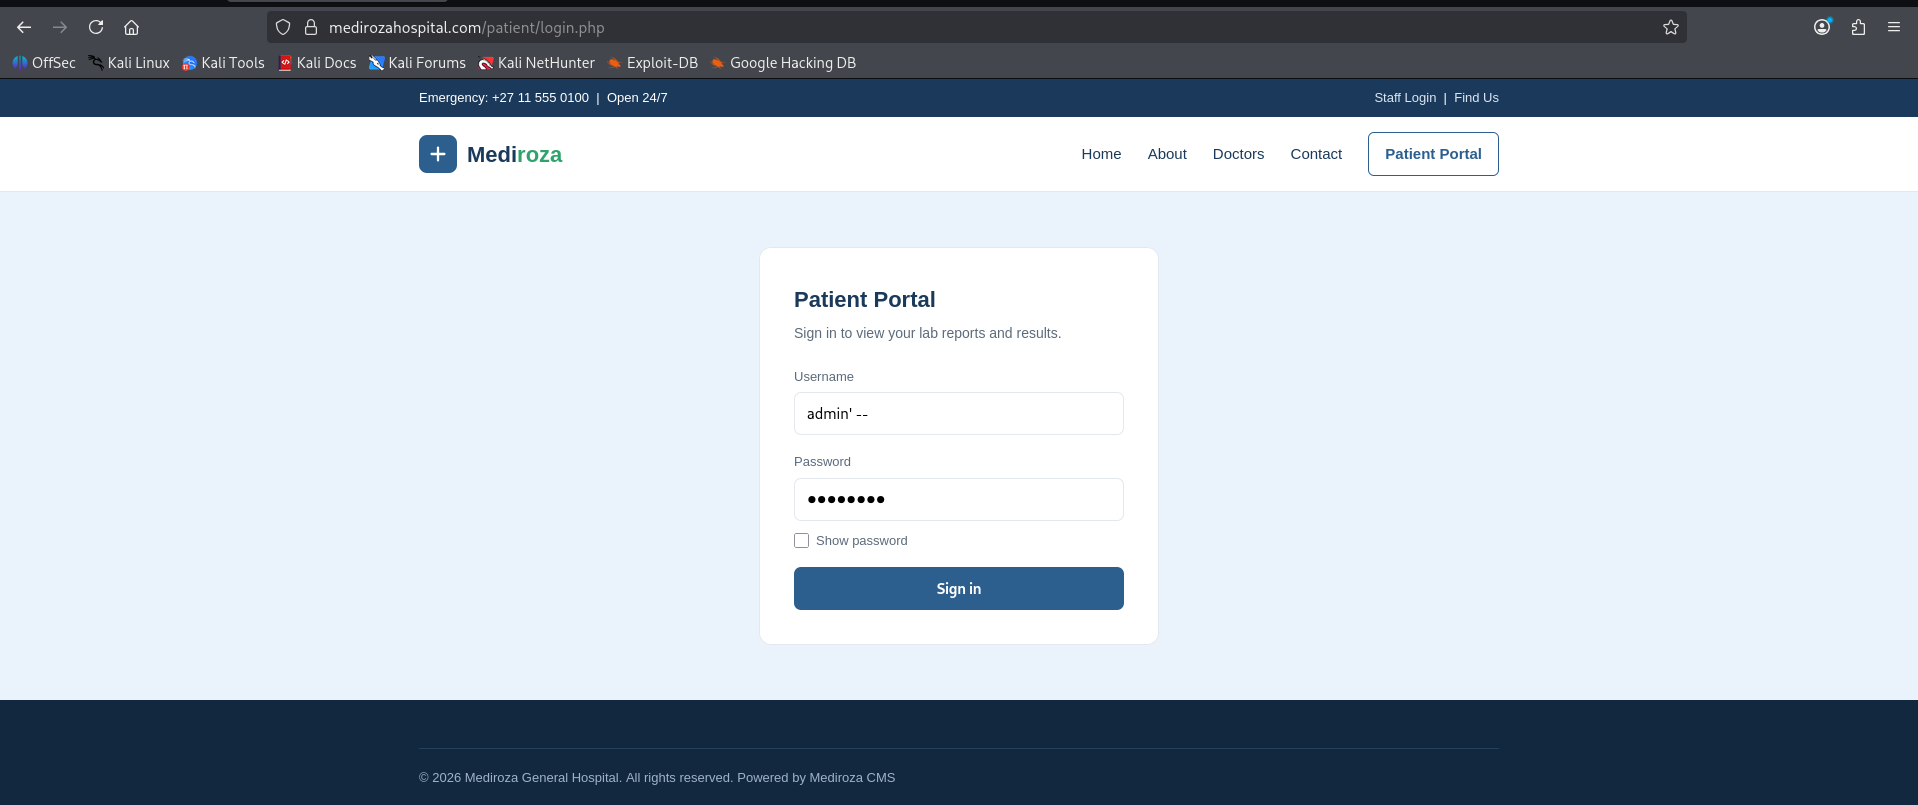 medirozahospital.com/patient/login.php
OffSec Kali Linux Kali Tools Kali Docs Kali Forums Kali NetHunter Exploit-DB Google Hacking DB
Emergency: +27 11 555 0100 | Open 24/7 Staff Login | Find Us
Mediroza Home About Doctors Contact Patient Portal
Patient Portal
Sign in to view your lab reports and results.
Username
admin' --
Password
●●●●●●●●
Show password
Sign in
© 2026 Mediroza General Hospital. All rights reserved. Powered by Mediroza CMS